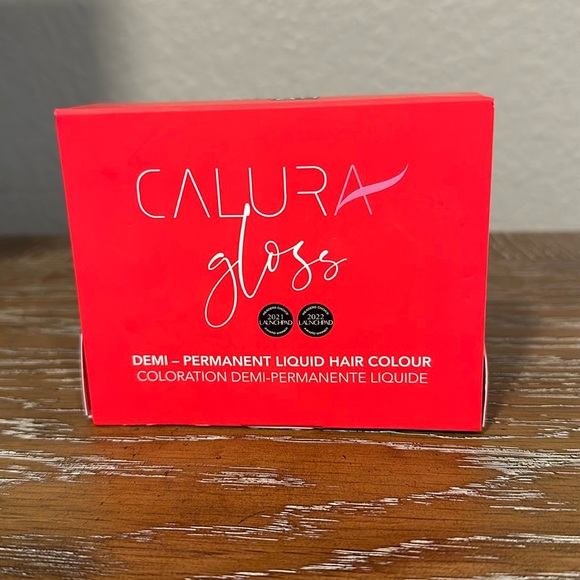 CALURA
gloss
2021
LAUNCHPAD
2022
LAUNCHPAD
DEMI – PERMANENT LIQUID HAIR COLOUR
COLORATION DEMI-PERMANENTE LIQUIDE